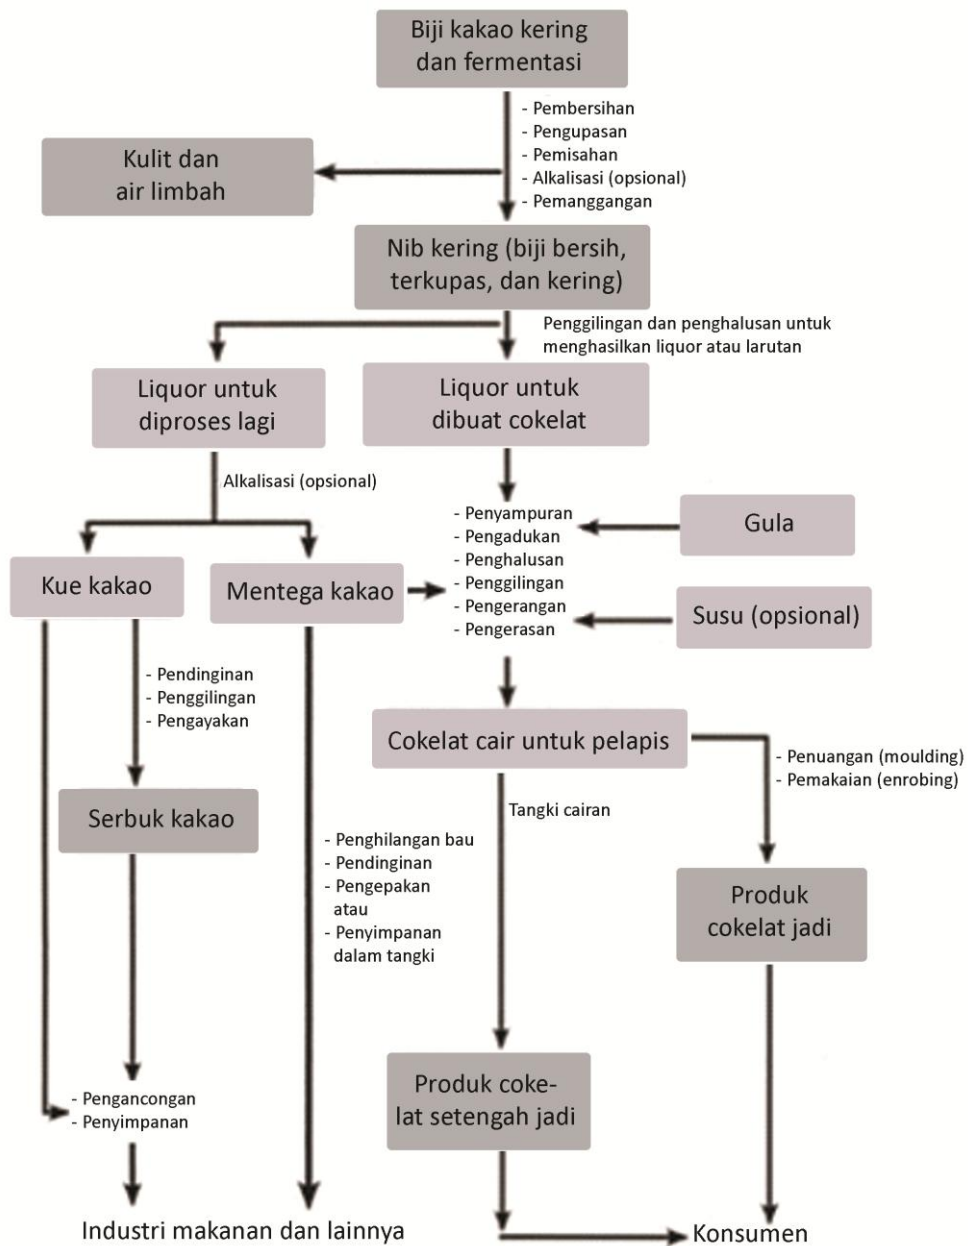 Biji kakao kering
dan fermentasi
- Pembersihan
- Pengupasan
- Pemisahan
- Alkalisasi (opsional)
- Pemanggangan
Kulit dan
air limbah
Nib kering (biji bersih,
terkupas, dan kering)
Penggilingan dan penghalusan untuk
menghasilkan liquor atau larutan
Liquor untuk
diproses lagi
Liquor untuk
dibuat cokelat
Alkalisasi (opsional)
- Penyampuran
- Pengadukan
- Penghalusan
- Penggilingan
- Pengerangan
- Pengerasan
Gula
Kue kakao
Mentega kakao
Susu (opsional)
- Pendinginan
- Penggilingan
- Pengayakan
Cokelat cair untuk pelapis
- Penuangan (moulding)
- Pemakaian (enrobing)
Serbuk kakao
Tangki cairan
- Penghilangan bau
- Pendinginan
- Pengepakan
atau
- Penyimpanan
dalam tangki
Produk
cokelat jadi
Produk coke-
lat setengah jadi
- Pengancongan
- Penyimpanan
Industri makanan dan lainnya
Konsumen